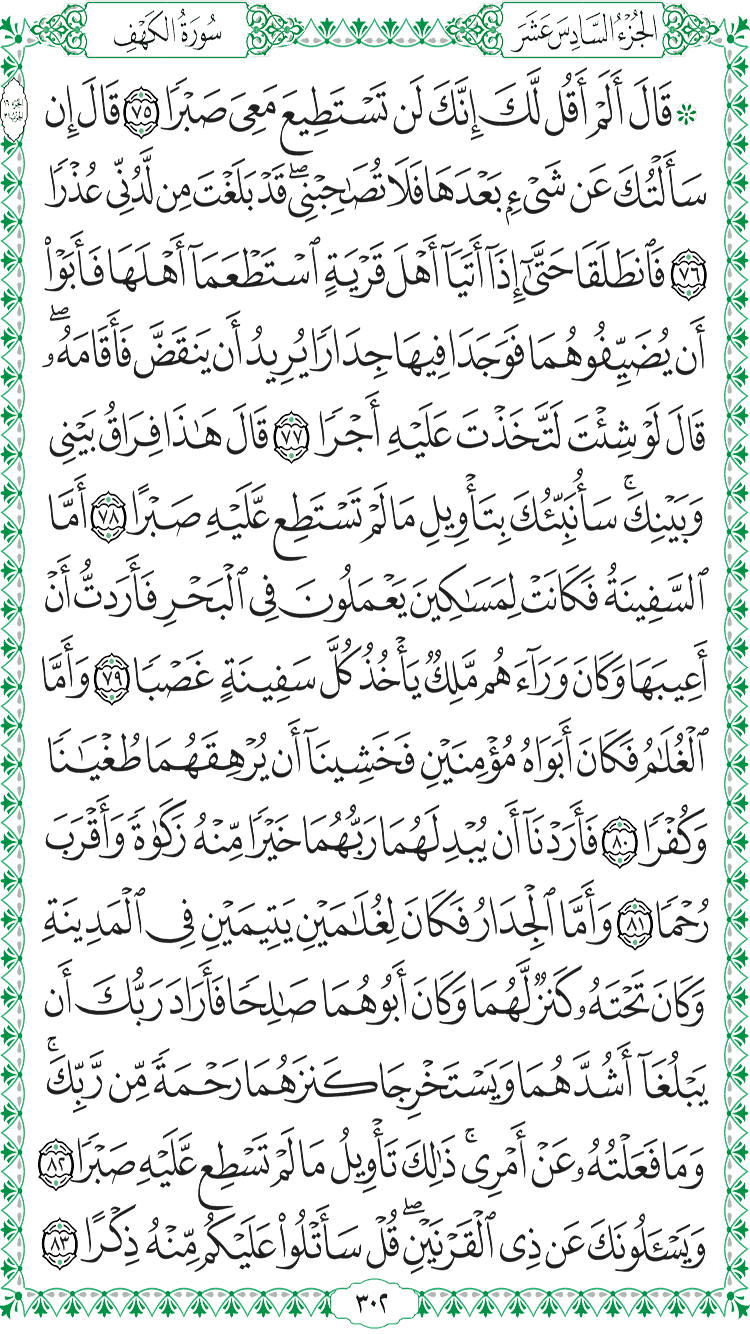 الجُزْءُ السَّادِسَ عَشَرَ
سُورَةُ الكَهْفِ
۞ قَالَ أَلَمْ أَقُل لَّكَ إِنَّكَ لَن تَسْتَطِيعَ مَعِىَ صَبْرًا ٧٥ قَالَ إِن
سَأَلْتُكَ عَن شَىْءٍۭ بَعْدَهَا فَلَا تُصَٰحِبْنِىۖ قَدْ بَلَغْتَ مِن لَّدُنِّى عُذْرًا
٧٦ فَٱنطَلَقَا حَتَّىٰٓ إِذَآ أَتَيَآ أَهْلَ قَرْيَةٍ ٱسْتَطْعَمَآ أَهْلَهَا فَأَبَوْا۟
أَن يُضَيِّفُوهُمَا فَوَجَدَا فِيهَا جِدَارًا يُرِيدُ أَن يَنقَضَّ فَأَقَامَهُۥۖ
قَالَ لَوْ شِئْتَ لَتَّخَذْتَ عَلَيْهِ أَجْرًا ٧٧ قَالَ هَٰذَا فِرَاقُ بَيْنِى
وَبَيْنِكَۚ سَأُنَبِّئُكَ بِتَأْوِيلِ مَا لَمْ تَسْتَطِع عَّلَيْهِ صَبْرًا ٧٨ أَمَّا
ٱلسَّفِينَةُ فَكَانَتْ لِمَسَٰكِينَ يَعْمَلُونَ فِى ٱلْبَحْرِ فَأَرَدتُّ أَنْ
أَعِيبَهَا وَكَانَ وَرَآءَهُم مَّلِكٌ يَأْخُذُ كُلَّ سَفِينَةٍ غَصْبًا ٧٩ وَأَمَّا
ٱلْغُلَٰمُ فَكَانَ أَبَوَاهُ مُؤْمِنَيْنِ فَخَشِينَآ أَن يُرْهِقَهُمَا طُغْيَٰنًا
وَكُفْرًا ٨٠ فَأَرَدْنَآ أَن يُبْدِلَهُمَا رَبُّهُمَا خَيْرًا مِّنْهُ زَكَوٰةً وَأَقْرَبَ
رُحْمًا ٨١ وَأَمَّا ٱلْجِدَارُ فَكَانَ لِغُلَٰمَيْنِ يَتِيمَيْنِ فِى ٱلْمَدِينَةِ
وَكَانَ تَحْتَهُۥ كَنزٌ لَّهُمَا وَكَانَ أَبُوهُمَا صَٰلِحًا فَأَرَادَ رَبُّكَ أَن
يَبْلُغَآ أَشُدَّهُمَا وَيَسْتَخْرِجَا كَنزَهُمَا رَحْمَةً مِّن رَّبِّكَۚ
وَمَا فَعَلْتُهُۥ عَنْ أَمْرِىۚ ذَٰلِكَ تَأْوِيلُ مَا لَمْ تَسْطِع عَّلَيْهِ صَبْرًا ٨٢
وَيَسْـَٔلُونَكَ عَن ذِى ٱلْقَرْنَيْنِۖ قُلْ سَأَتْلُوا۟ عَلَيْكُم مِّنْهُ ذِكْرًا ٨٣
٣٠٢